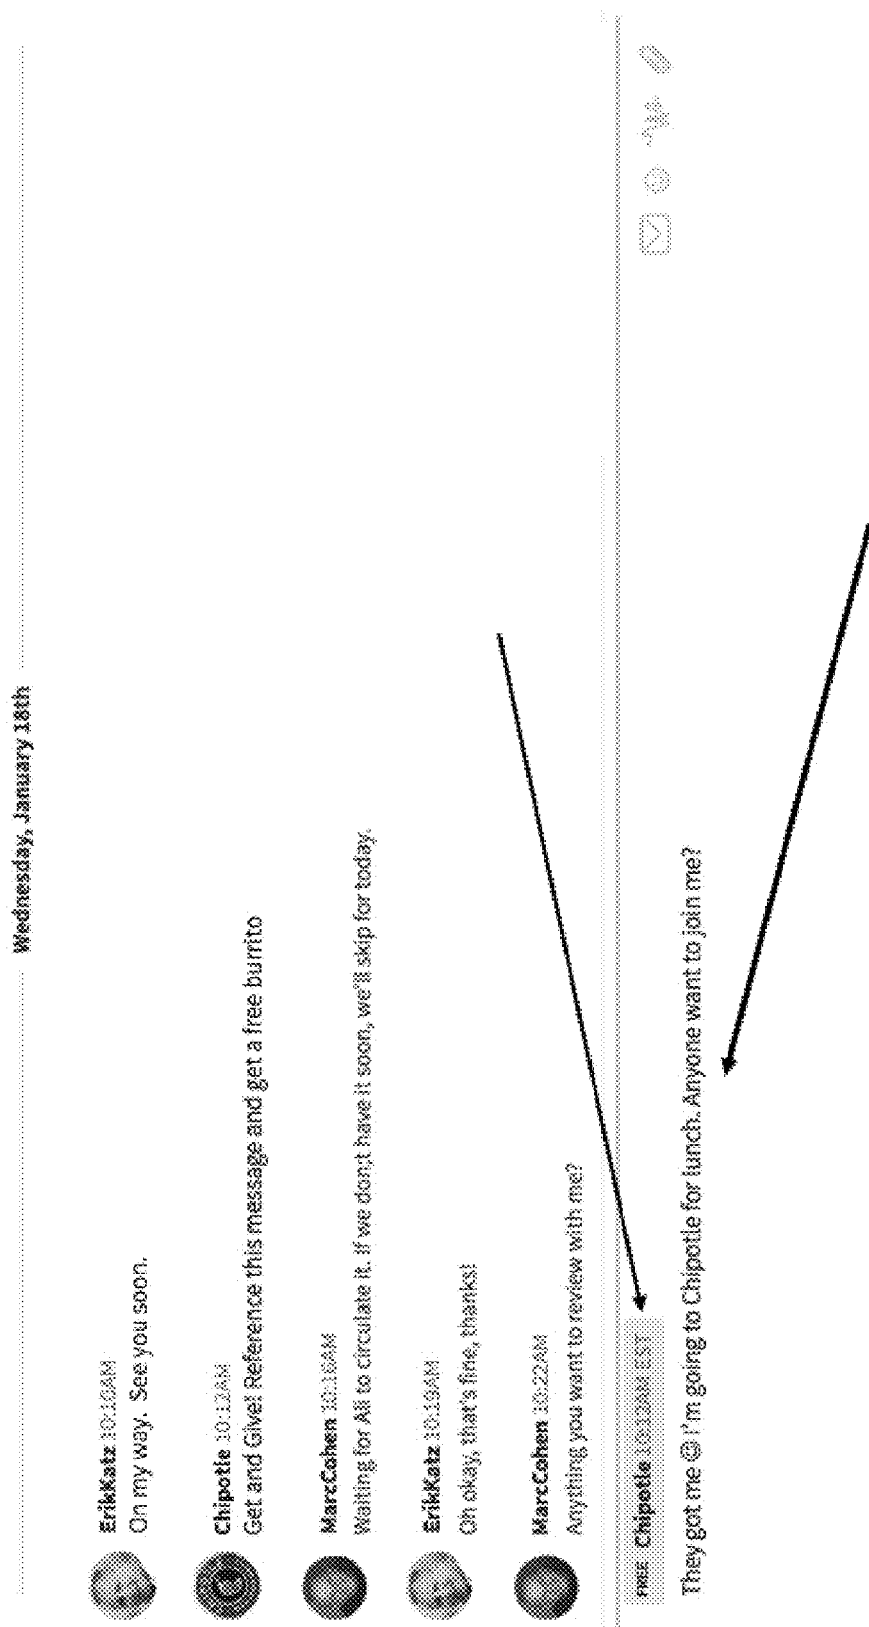 Wednesday, January 18th
ErikKatz 10:10AM
On my way. See you soon.
Chipotle 10:13AM
Get and Give! Reference this message and get a free burrito
MarcCohen 10:16AM
Waiting for Ali to circulate it. If we don;t have it soon, we'll skip for today.
ErikKatz 10:19AM
Oh okay, that's fine, thanks!
MarcCohen 10:22AM
Anything you want to review with me?
FREE Chipotle 10:13AM EST
They got me ☺ I'm going to Chipotle for lunch. Anyone want to join me?